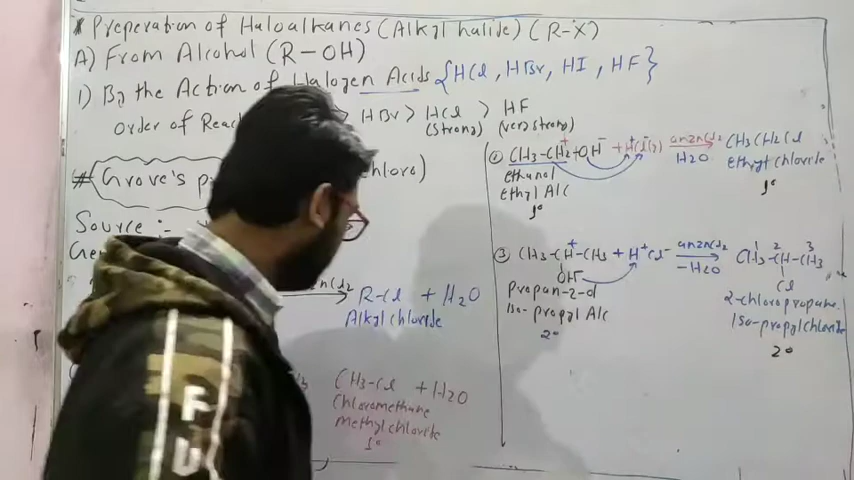 * Preperation of Haloalkanes (Alkyl halide) (R-X)
A) From Alcohol (R-OH)
1) By the Action of Halogen Acids {HCl, HBr, HI, HF}
Order of Reac > HBr > HCl > HF
(Strong) (very strong)
# Grove's p chloro)
Source :-
R-Cl + H2O
Alkyl chloride
CH3-Cl + H2O
Chloromethane
Methyl chloride
1°
② CH3-CH2+OH- + H+Cl-(g) anZnCl2 CH3CH2Cl
H2O Ethyl chloride
ethanol
Ethyl Alc
1° 1°
③ CH3-CH-CH3 + H+Cl- anZnCl2 CH3-CH-CH3
+ 1 2 3
OH- -H2O Cl
Propan-2-ol 2-chloropropane.
Iso-propyl Alc Iso-propylchloride
2° 2°
F
U